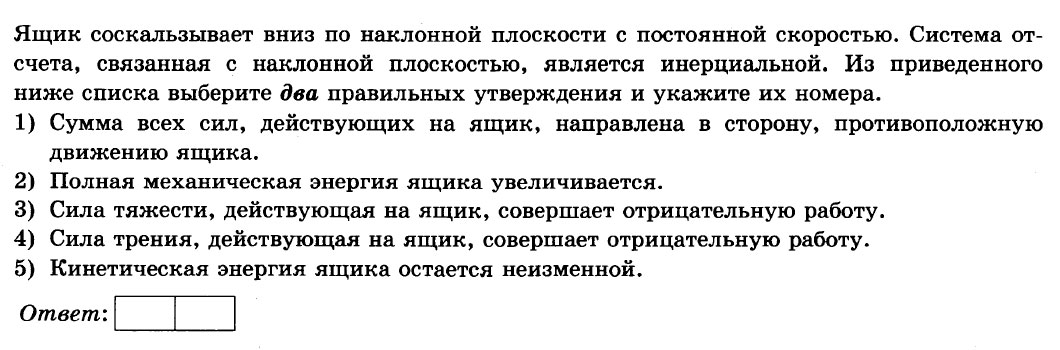 Ящик соскальзывает вниз по наклонной плоскости с постоянной скоростью. Система от-
счета, связанная с наклонной плоскостью, является инерциальной. Из приведенного
ниже списка выберите два правильных утверждения и укажите их номера.
1) Сумма всех сил, действующих на ящик, направлена в сторону, противоположную
движению ящика.
2) Полная механическая энергия ящика увеличивается.
3) Сила тяжести, действующая на ящик, совершает отрицательную работу.
4) Сила трения, действующая на ящик, совершает отрицательную работу.
5) Кинетическая энергия ящика остается неизменной.
Ответ: